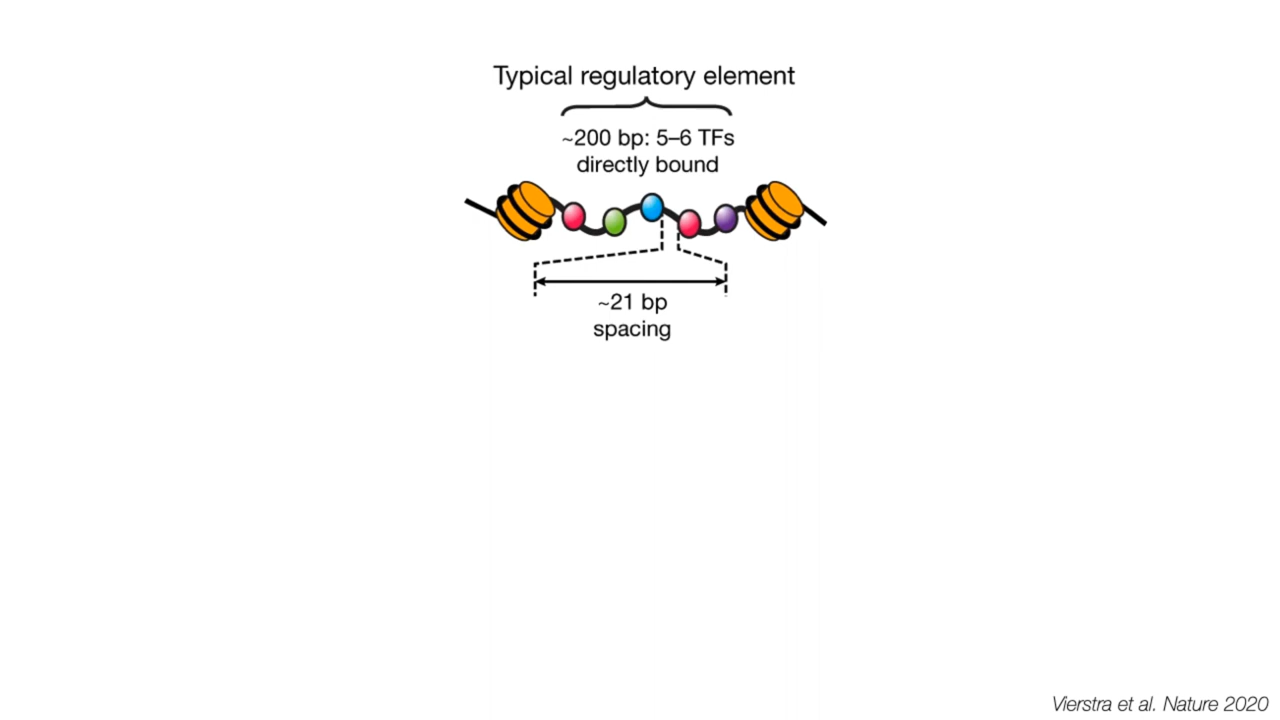 Typical regulatory element
~200 bp: 5–6 TFs
directly bound
~21 bp
spacing
Vierstra et al. Nature 2020